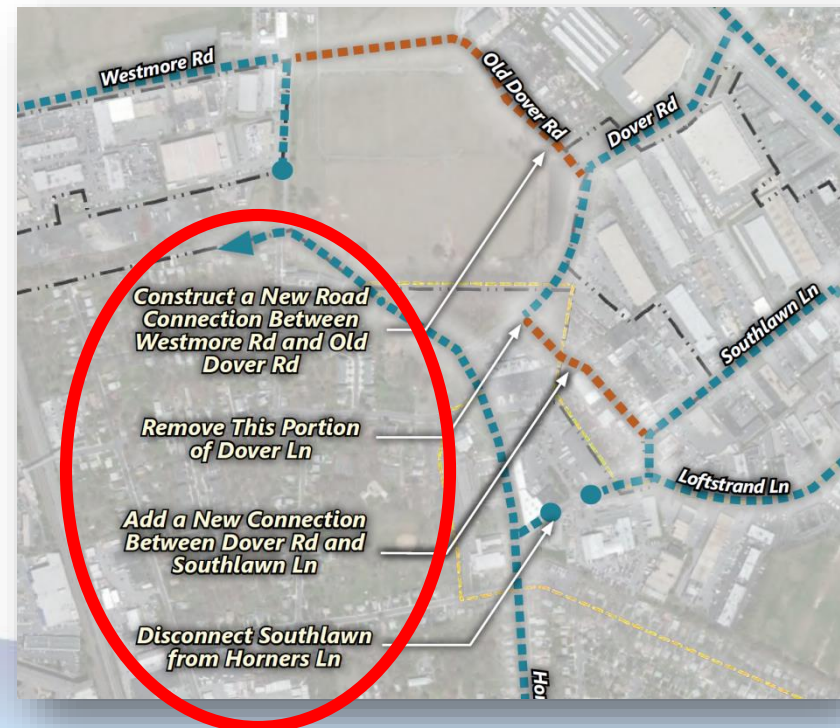 Westmore Rd
Old Dover Rd
Dover Rd
Construct a New Road
Connection Between
Westmore Rd and Old
Dover Rd
Southlawn Ln
Remove This Portion
of Dover Ln
Loftstrand Ln
Add a New Connection
Between Dover Rd and
Southlawn Ln
Disconnect Southlawn
from Horners Ln